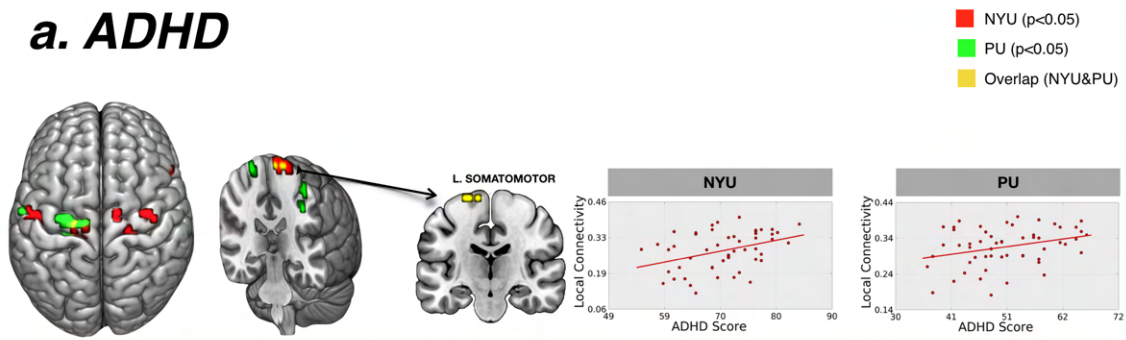 a. ADHD
NYU (p<0.05)
PU (p<0.05)
Overlap (NYU&PU)
L. SOMATOMOTOR
NYU
0.46
0.33
0.19
0.06
Local Connectivity
49 59 70 80 90
ADHD Score
PU
0.44
0.34
0.24
0.14
Local Connectivity
30 41 51 62 72
ADHD Score